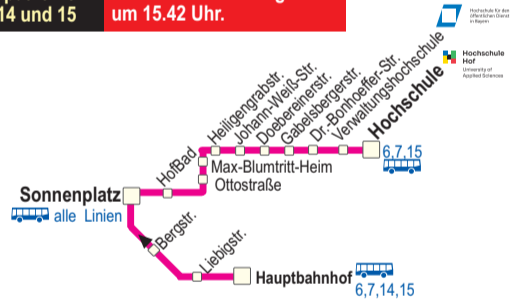 14 und 15
um 15.42 Uhr.
Hochschule für den
öffentlichen Dienst
in Bayern
Hochschule
Hof
University of
Applied Sciences
Heiligengrabstr.
Johann-Weiß-Str.
Doebereinerstr.
Gabelsbergerstr.
Dr.-Bonhoeffer-Str.
Verwaltungshochschule
Hochschule
6,7,15
HofBad
Max-Blumtritt-Heim
Ottostraße
Sonnenplatz
alle Linien
Bergstr.
Liebigstr.
Hauptbahnhof
6,7,14,15